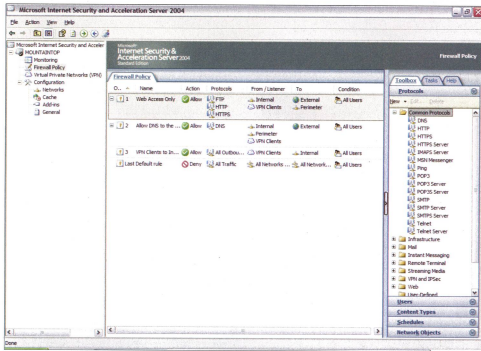 Microsoft Internet Security and Acceleration Server 2004
File Action View Help
Microsoft Internet Security and Acceler
MOUNTAINTOP
Monitoring
Firewall Policy
Virtual Private Networks (VPN)
Configuration
Networks
Cache
Add-ins
General
Microsoft
Internet Security &
Acceleration Server 2004
Standard Edition
Firewall Policy
Firewall Policy
O... Name Action Protocols From / Listener To Condition
1 Web Access Only Allow FTP Internal External All Users
HTTP VPN Clients Perimeter
HTTPS
2 Allow DNS to the ... Allow DNS Internal External All Users
Perimeter
VPN Clients
3 VPN Clients to In... Allow All Outbou... VPN Clients Internal All Users
Last Default rule Deny All Traffic All Networks ... All Network... All Users
Toolbox Tasks Help
Protocols
New Edit... Delete
Common Protocols
DNS
HTTP
HTTPS
HTTPS Server
IMAPS Server
MSN Messenger
Ping
POP3
POP3 Server
POP3S Server
SMTP
SMTP Server
SMTPS Server
Telnet
Telnet Server
Infrastructure
Mail
Instant Messaging
Remote Terminal
Streaming Media
VPN and IPSec
Web
User-Defined
Users
Content Types
Schedules
Network Objects
Done